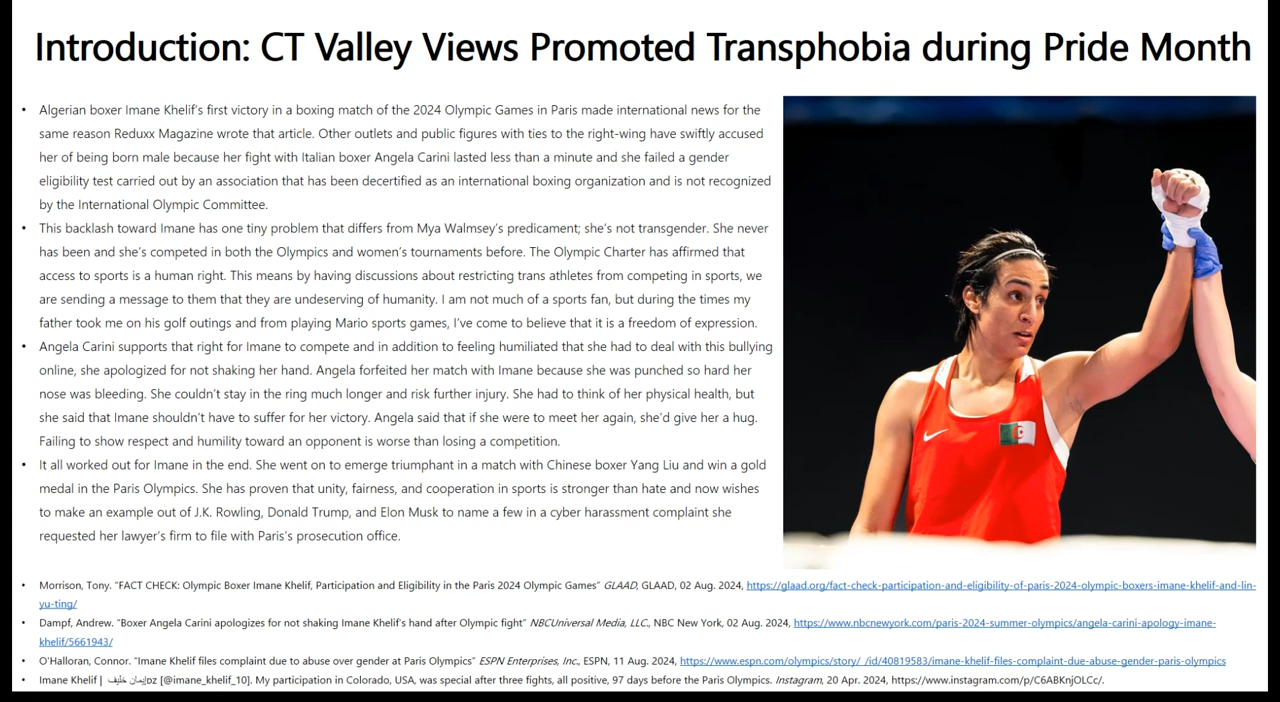 Introduction: CT Valley Views Promoted Transphobia during Pride Month
• Algerian boxer Imane Khelif's first victory in a boxing match of the 2024 Olympic Games in Paris made international news for the
same reason Reduxx Magazine wrote that article. Other outlets and public figures with ties to the right-wing have swiftly accused
her of being born male because her fight with Italian boxer Angela Carini lasted less than a minute and she failed a gender
eligibility test carried out by an association that has been decertified as an international boxing organization and is not recognized
by the International Olympic Committee.
• This backlash toward Imane has one tiny problem that differs from Mya Walmsey's predicament; she's not transgender. She never
has been and she's competed in both the Olympics and women's tournaments before. The Olympic Charter has affirmed that
access to sports is a human right. This means by having discussions about restricting trans athletes from competing in sports, we
are sending a message to them that they are undeserving of humanity. I am not much of a sports fan, but during the times my
father took me on his golf outings and from playing Mario sports games, I've come to believe that it is a freedom of expression.
• Angela Carini supports that right for Imane to compete and in addition to feeling humiliated that she had to deal with this bullying
online, she apologized for not shaking her hand. Angela forfeited her match with Imane because she was punched so hard her
nose was bleeding. She couldn't stay in the ring much longer and risk further injury. She had to think of her physical health, but
she said that Imane shouldn't have to suffer for her victory. Angela said that if she were to meet her again, she'd give her a hug.
Failing to show respect and humility toward an opponent is worse than losing a competition.
• It all worked out for Imane in the end. She went on to emerge triumphant in a match with Chinese boxer Yang Liu and win a gold
medal in the Paris Olympics. She has proven that unity, fairness, and cooperation in sports is stronger than hate and now wishes
to make an example out of J.K. Rowling, Donald Trump, and Elon Musk to name a few in a cyber harassment complaint she
requested her lawyer's firm to file with Paris's prosecution office.
• Morrison, Tony. "FACT CHECK: Olympic Boxer Imane Khelif, Participation and Eligibility in the Paris 2024 Olympic Games" GLAAD, GLAAD, 02 Aug. 2024, https://glaad.org/fact-check-participation-and-eligibility-of-paris-2024-olympic-boxers-imane-khelif-and-lin-
yu-ting/
• Dampf, Andrew. "Boxer Angela Carini apologizes for not shaking Imane Khelif's hand after Olympic fight" NBCUniversal Media, LLC., NBC New York, 02 Aug. 2024, https://www.nbcnewyork.com/paris-2024-summer-olympics/angela-carini-apology-imane-
khelif/5661943/
• O'Halloran, Connor. "Imane Khelif files complaint due to abuse over gender at Paris Olympics" ESPN Enterprises, Inc., ESPN, 11 Aug. 2024, https://www.espn.com/olympics/story/_/id/40819583/imane-khelif-files-complaint-due-abuse-gender-paris-olympics
• Imane Khelif | إيمان خليف ᴅᴢ [@imane_khelif_10]. My participation in Colorado, USA, was special after three fights, all positive, 97 days before the Paris Olympics. Instagram, 20 Apr. 2024, https://www.instagram.com/p/C6ABKnjOLCc/.